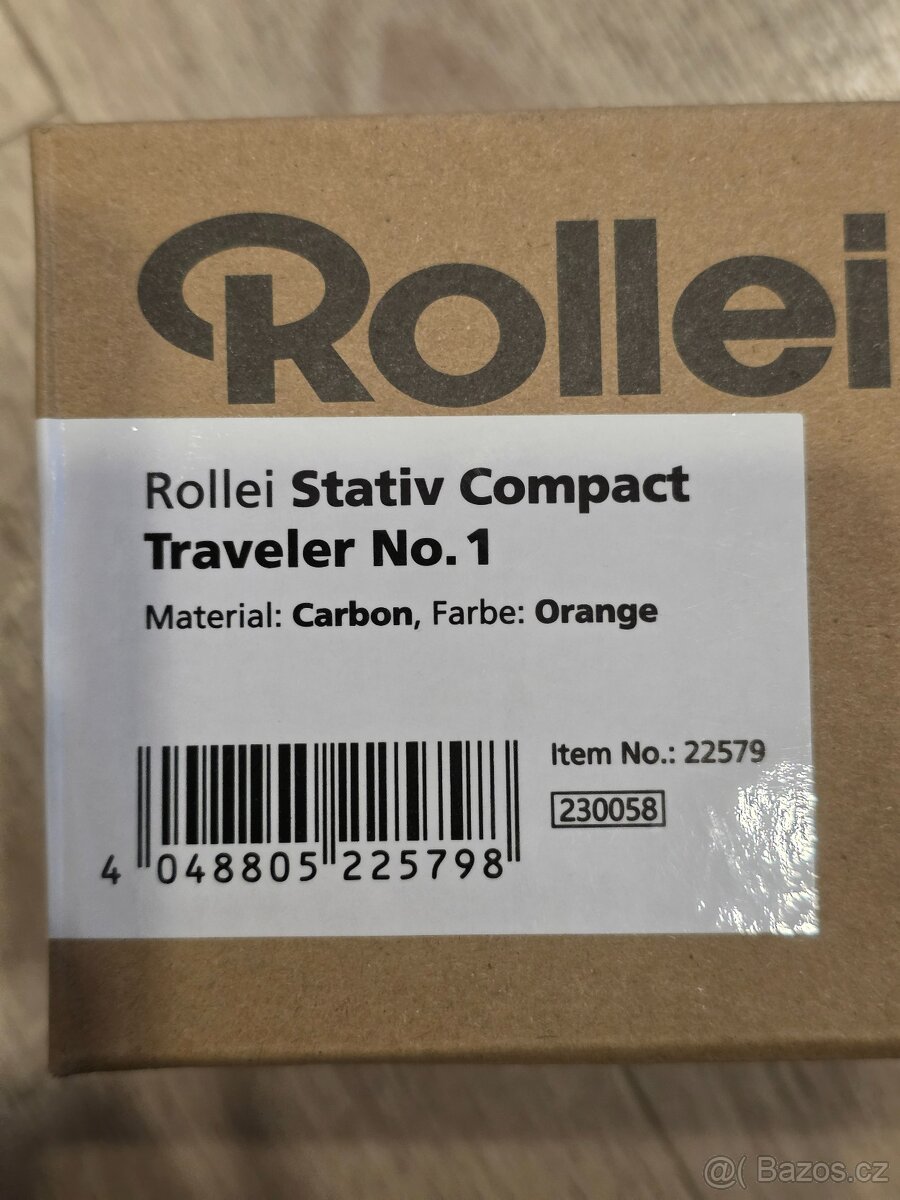 Rollei
Rollei Stativ Compact
Traveler No. 1
Material: Carbon, Farbe: Orange
Item No.: 22579
230058
4 048805 225798
@( Bazos.cz